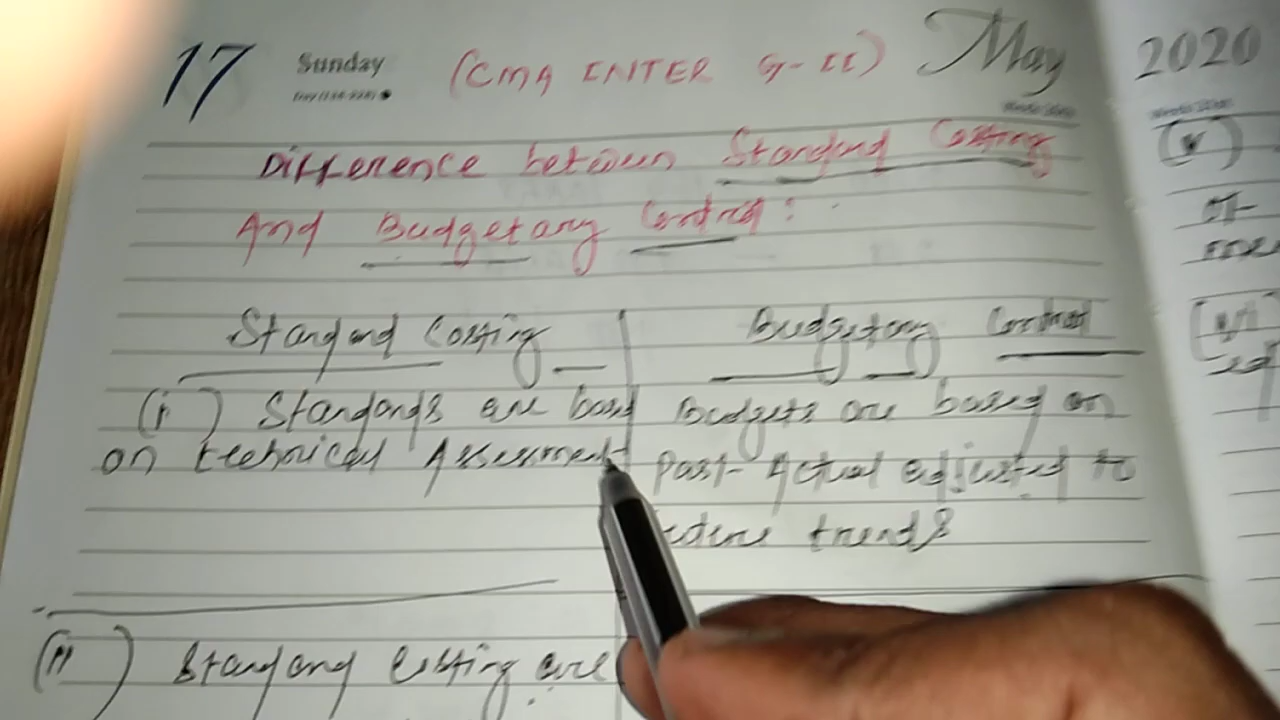 17 Sunday (CMA INTER G-II) May 2020
Difference between Standard Costing
And Budgetary Control :
Standard Costing Budgetary Control
(i) Standards are based Budgets are based on
on technical Assessment Past Actual adjusted to
trends
(ii) Standard Costing are